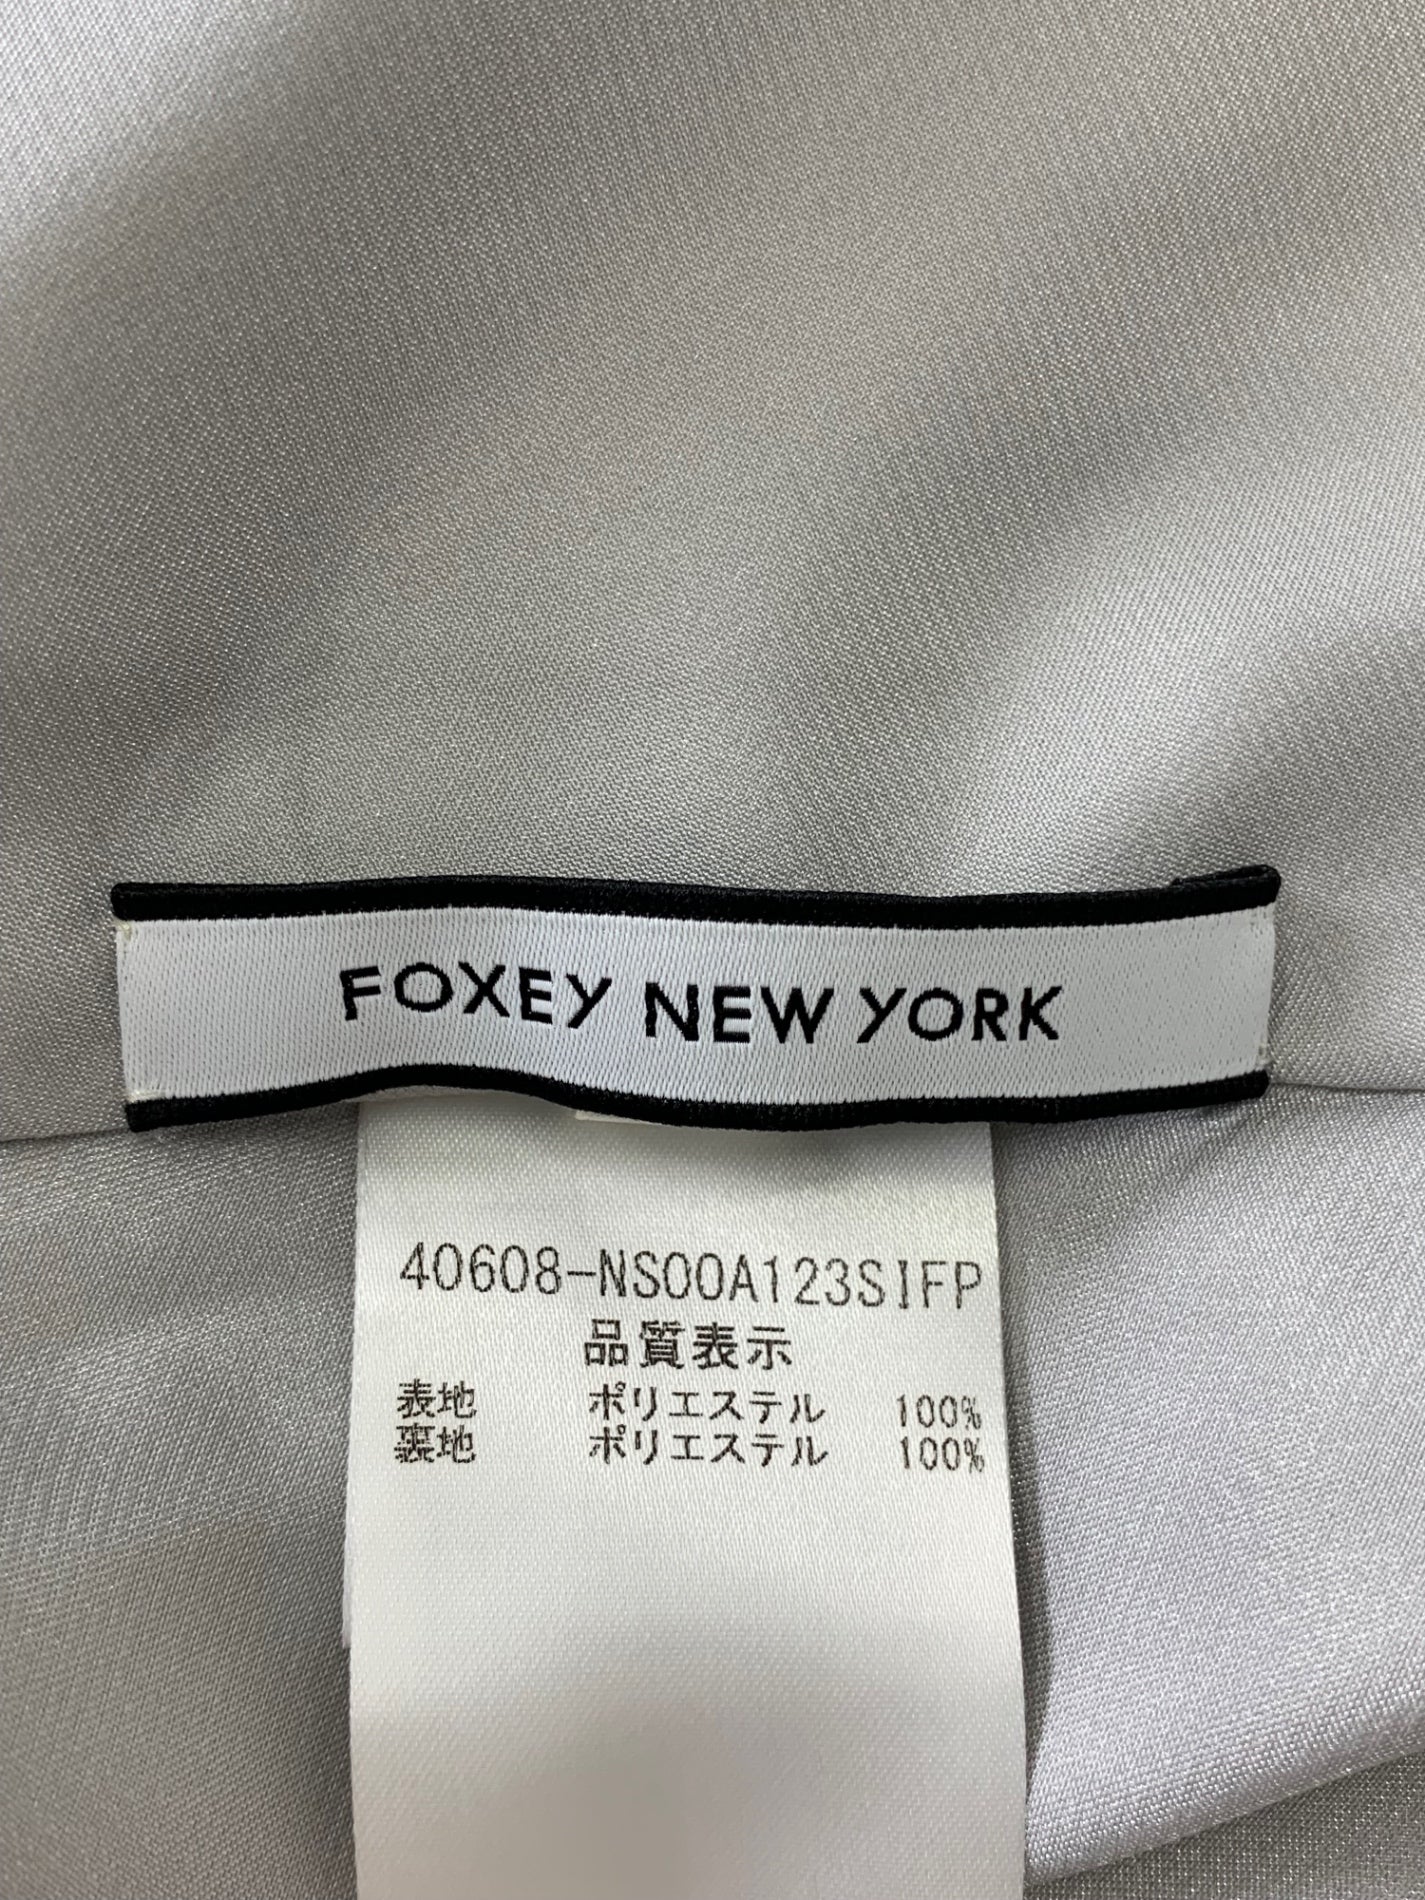 FOXEY NEW YORK
40608-NS00A123SIFP
品質表示
表地 ポリエステル 100%
裏地 ポリエステル 100%